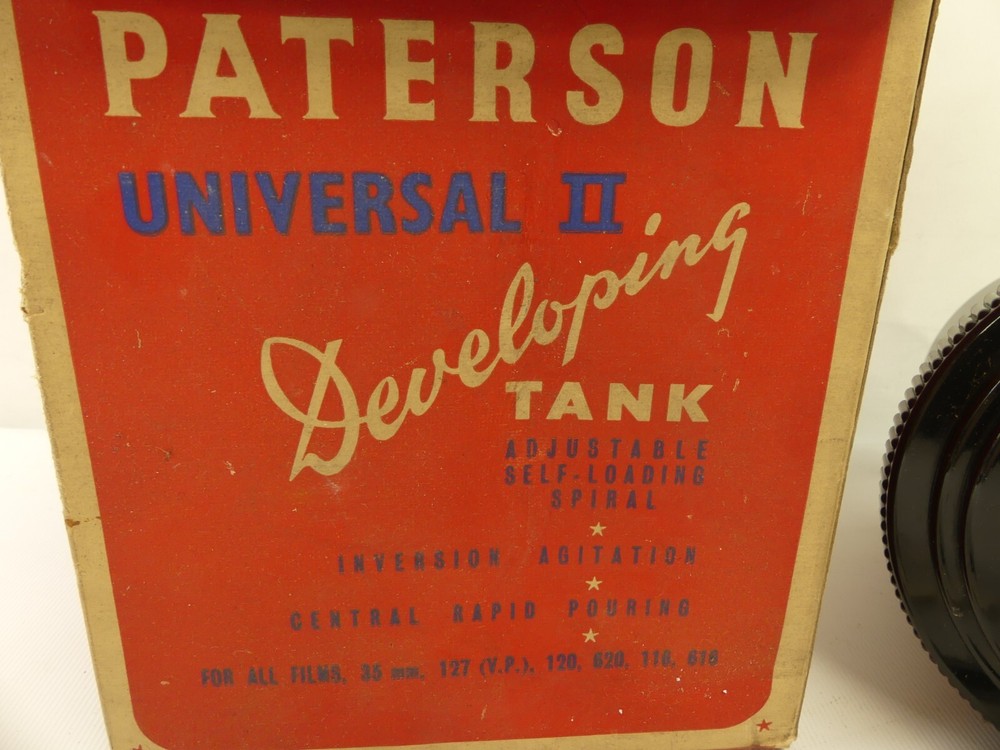 PATERSON
UNIVERSAL II
Developing
TANK
ADJUSTABLE
SELF-LOADING
SPIRAL
INVERSION AGITATION
CENTRAL RAPID POURING
FOR ALL FILMS, 35 mm, 127 (V.P.), 120, 620, 116, 616